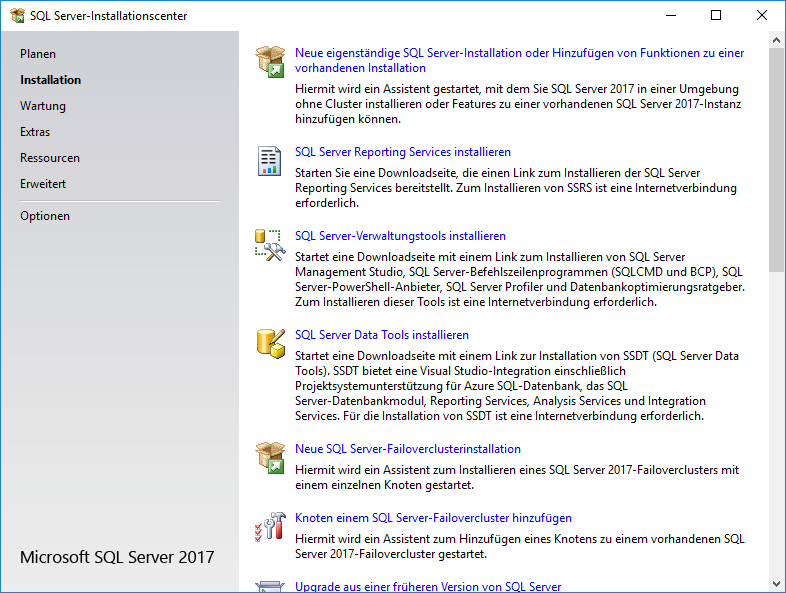 SQL Server-Installationscenter
Planen
Installation
Wartung
Extras
Ressourcen
Erweitert
Optionen
Microsoft SQL Server 2017
Neue eigenständige SQL Server-Installation oder Hinzufügen von Funktionen zu einer
vorhandenen Installation
Hiermit wird ein Assistent gestartet, mit dem Sie SQL Server 2017 in einer Umgebung
ohne Cluster installieren oder Features zu einer vorhandenen SQL Server 2017-Instanz
hinzufügen können.
SQL Server Reporting Services installieren
Starten Sie eine Downloadseite, die einen Link zum Installieren der SQL Server
Reporting Services bereitstellt. Zum Installieren von SSRS ist eine Internetverbindung
erforderlich.
SQL Server-Verwaltungstools installieren
Startet eine Downloadseite mit einem Link zum Installieren von SQL Server
Management Studio, SQL Server-Befehlszeilenprogrammen (SQLCMD und BCP), SQL
Server-PowerShell-Anbieter, SQL Server Profiler und Datenbankoptimierungsratgeber.
Zum Installieren dieser Tools ist eine Internetverbindung erforderlich.
SQL Server Data Tools installieren
Startet eine Downloadseite mit einem Link zur Installation von SSDT (SQL Server Data
Tools). SSDT bietet eine Visual Studio-Integration einschließlich
Projektsystemunterstützung für Azure SQL-Datenbank, das SQL
Server-Datenbankmodul, Reporting Services, Analysis Services und Integration
Services. Für die Installation von SSDT ist eine Internetverbindung erforderlich.
Neue SQL Server-Failoverclusterinstallation
Hiermit wird ein Assistent zum Installieren eines SQL Server 2017-Failoverclusters mit
einem einzelnen Knoten gestartet.
Knoten einem SQL Server-Failovercluster hinzufügen
Hiermit wird ein Assistent zum Hinzufügen eines Knotens zu einem vorhandenen SQL
Server 2017-Failovercluster gestartet.
Upgrade aus einer früheren Version von SQL Server